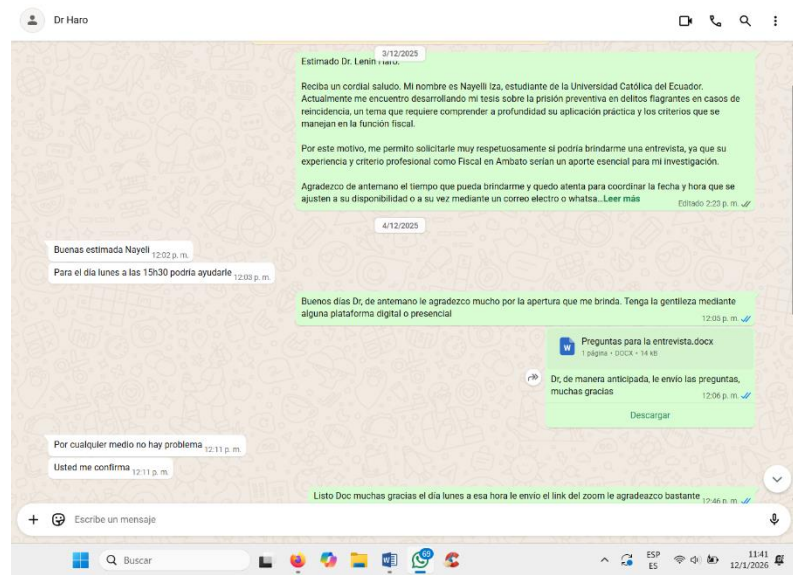 Dr Haro
3/12/2025
Estimado Dr. Lenin Haro.
Reciba un cordial saludo. Mi nombre es Nayelli Iza, estudiante de la Universidad Católica del Ecuador.
Actualmente me encuentro desarrollando mi tesis sobre la prisión preventiva en delitos flagrantes en casos de
reincidencia, un tema que requiere comprender a profundidad su aplicación práctica y los criterios que se
manejan en la función fiscal.
Por este motivo, me permito solicitarle muy respetuosamente si podría brindarme una entrevista, ya que su
experiencia y criterio profesional como Fiscal en Ambato serían un aporte esencial para mi investigación.
Agradezco de antemano el tiempo que pueda brindarme y quedo atenta para coordinar la fecha y hora que se
ajusten a su disponibilidad o a su vez mediante un correo electro o whatsa...Leer más
Editado 2:23 p. m.
4/12/2025
Buenas estimada Nayeli 12:02 p. m.
Para el día lunes a las 15h30 podría ayudarle 12:03 p. m.
Buenos días Dr, de antemano le agradezco mucho por la apertura que me brinda. Tenga la gentileza mediante
alguna plataforma digital o presencial
12:05 p. m.
Preguntas para la entrevista.docx
1 página • DOCX • 14 kB
Dr, de manera anticipada, le envio las preguntas,
muchas gracias
12:06 p. m.
Descargar
Por cualquier medio no hay problema 12:11 p. m.
Usted me confirma 12:11 p. m.
Listo Doc muchas gracias el día lunes a esa hora le envío el link del zoom le agradeazco bastante 12:46 p. m.
Escribe un mensaje
Buscar
69
ESP
ES
11:41
12/1/2026